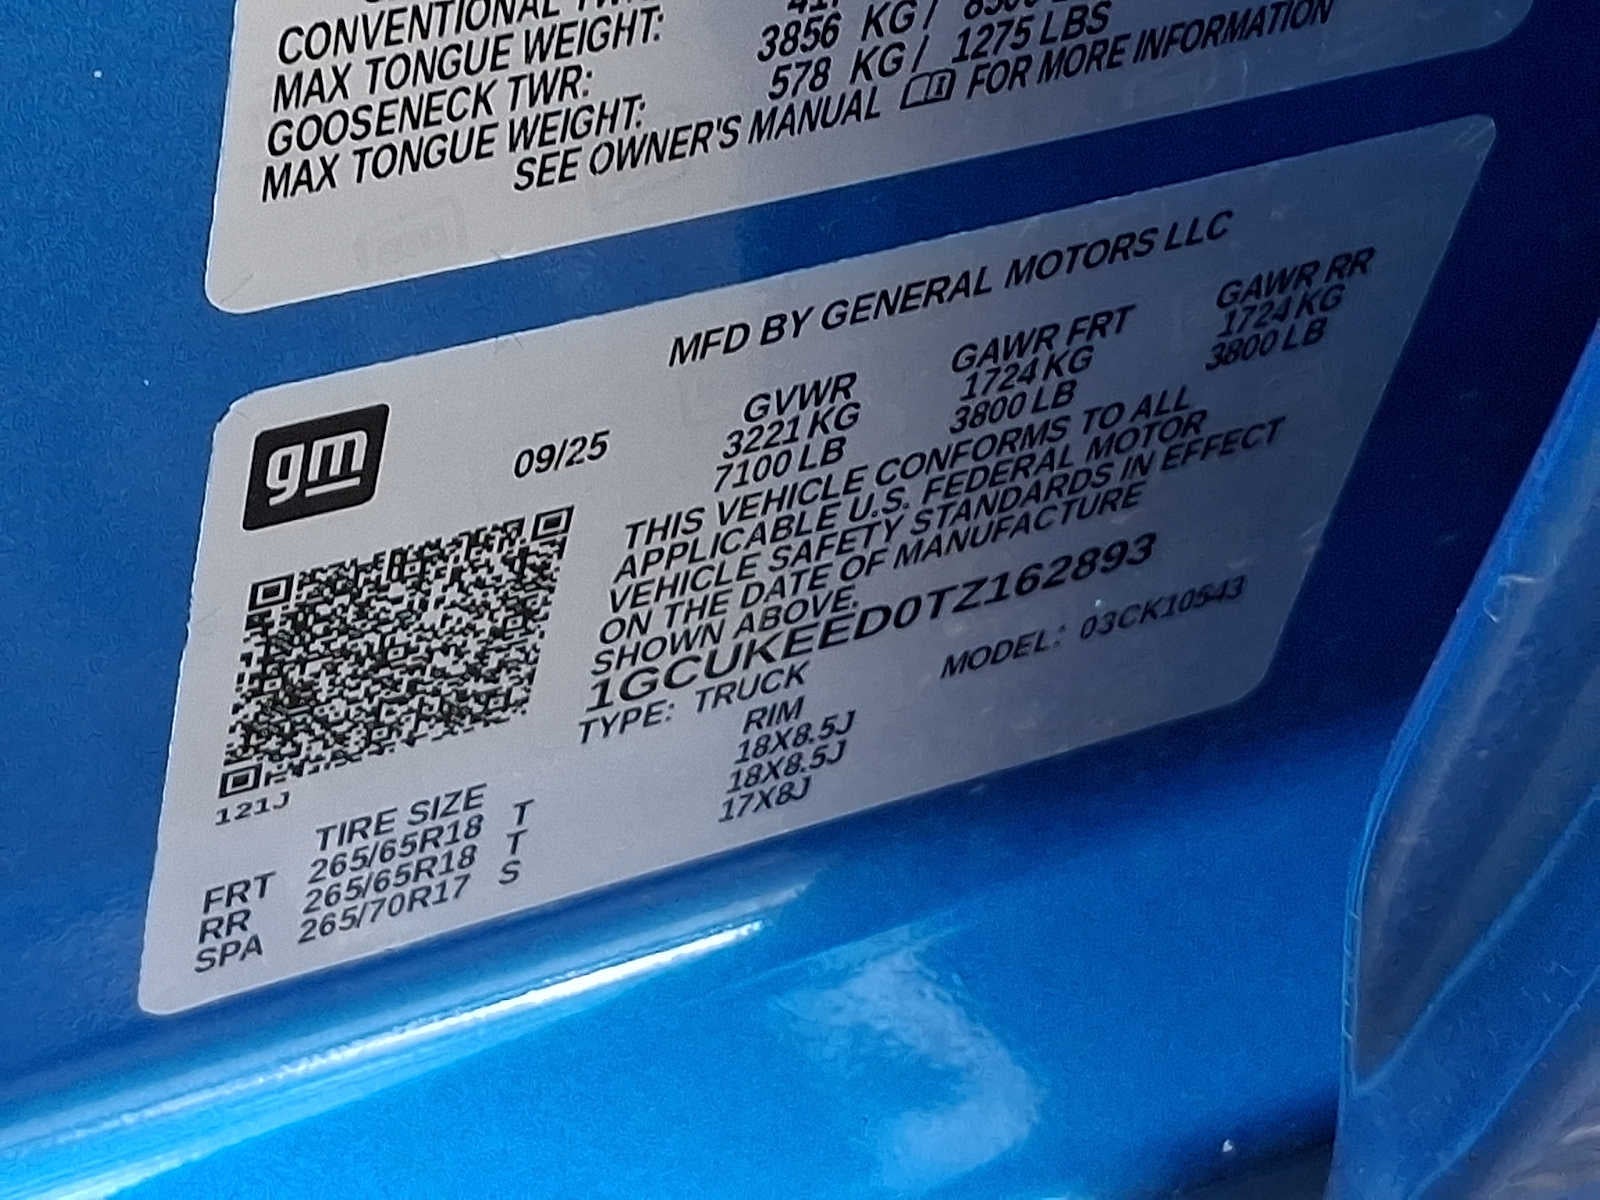 CONVENTIONAL
MAX TONGUE WEIGHT:
GOOSENECK TWR: 3856 KG /
MAX TONGUE WEIGHT: 578 KG / 1275 LBS
SEE OWNER'S MANUAL FOR MORE INFORMATION
MFD BY GENERAL MOTORS LLC
gm
09/25
GVWR GAWR FRT GAWR RR
3221 KG 1724 KG 1724 KG
7100 LB 3800 LB 3800 LB
THIS VEHICLE CONFORMS TO ALL
APPLICABLE U.S. FEDERAL MOTOR
VEHICLE SAFETY STANDARDS IN EFFECT
ON THE DATE OF MANUFACTURE
SHOWN ABOVE.
1GCUKEED0TZ162893
TYPE: TRUCK MODEL: 03CK10543
121J
TIRE SIZE RIM
FRT 265/65R18 T 18X8.5J
RR 265/65R18 T 18X8.5J
SPA 265/70R17 S 17X8J